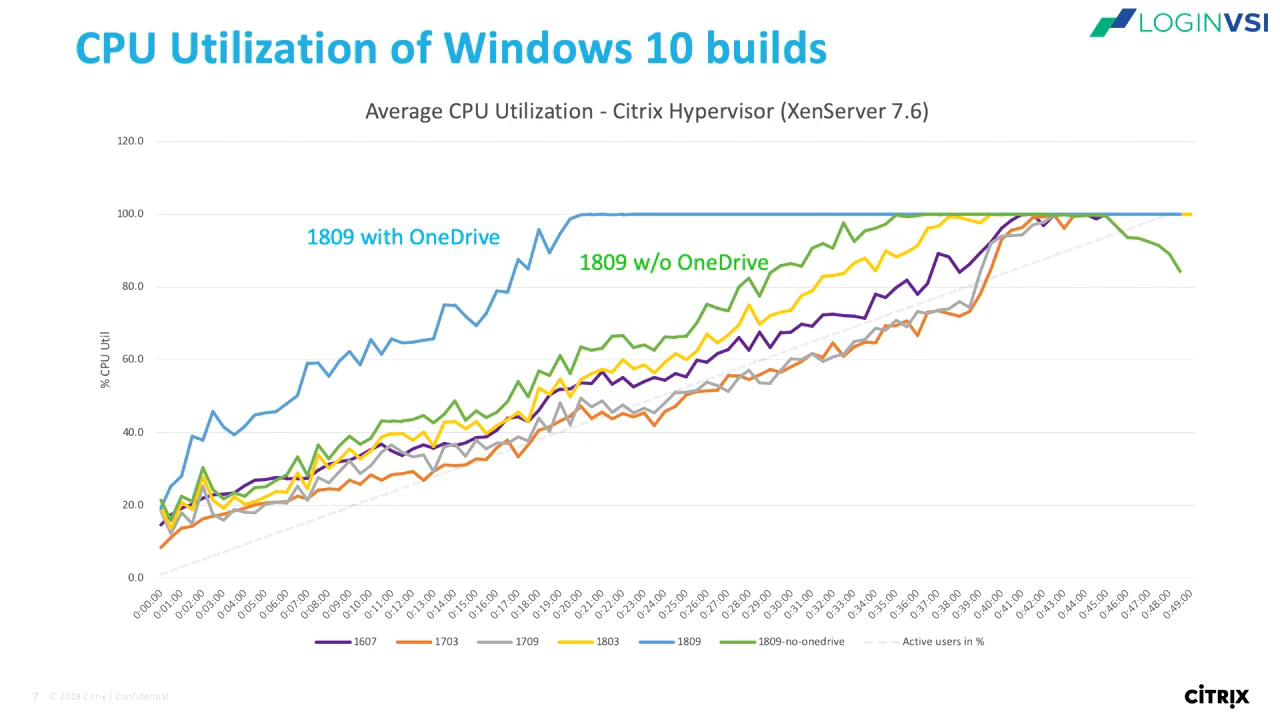 LOGINVSI
CPU Utilization of Windows 10 builds
Average CPU Utilization - Citrix Hypervisor (XenServer 7.6)
120.0
100.0
80.0
60.0
40.0
20.0
0.0
% CPU Util
1809 with OneDrive
1809 w/o OneDrive
0:00:00 0:01:00 0:02:00 0:03:00 0:04:00 0:05:00 0:06:00 0:07:00 0:08:00 0:09:00 0:10:00 0:11:00 0:12:00 0:13:00 0:14:00 0:15:00 0:16:00 0:17:00 0:18:00 0:19:00 0:20:00 0:21:00 0:22:00 0:23:00 0:24:00 0:25:00 0:26:00 0:27:00 0:28:00 0:29:00 0:30:00 0:31:00 0:32:00 0:33:00 0:34:00 0:35:00 0:36:00 0:37:00 0:38:00 0:39:00 0:40:00 0:41:00 0:42:00 0:43:00 0:44:00 0:45:00 0:46:00 0:47:00 0:48:00 0:49:00
1607 1703 1709 1803 1809 1809-no-onedrive Active users in %
7 © 2018 Citrix | Confidential
CITRIX